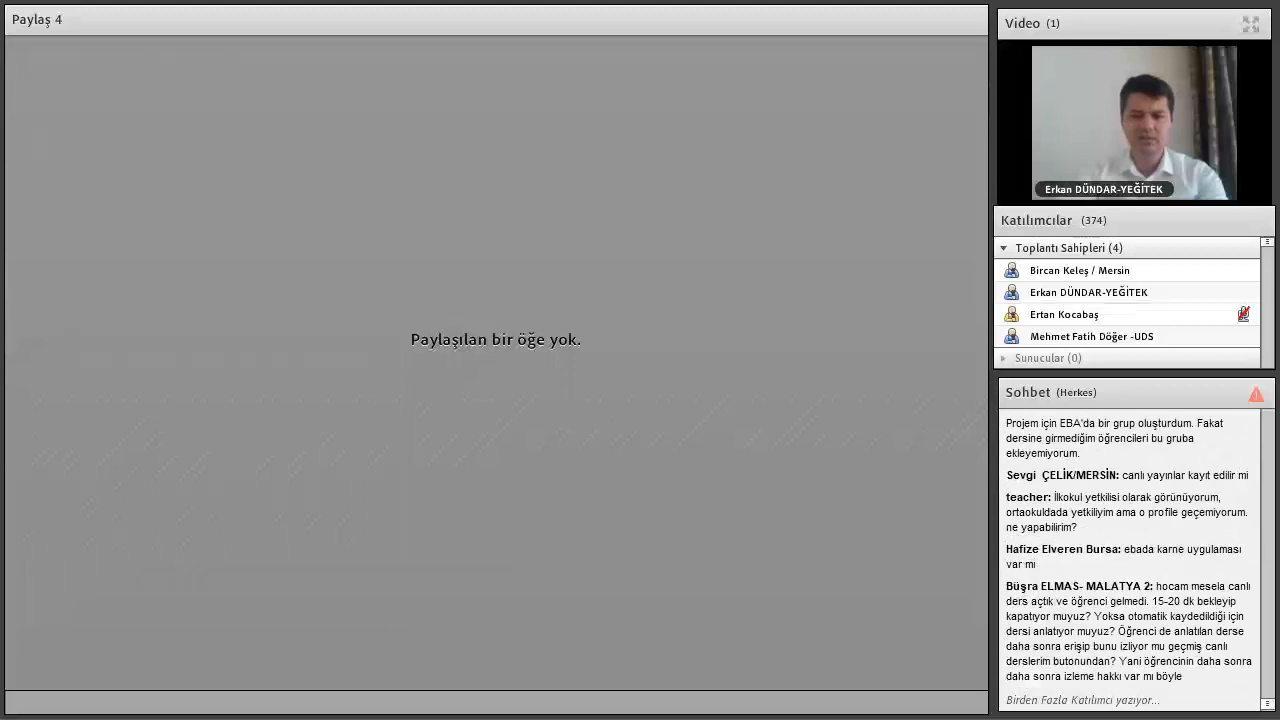 Paylaş 4
Paylaşılan bir öğe yok.
Video (1)
Erkan DÜNDAR-YEĞİTEK
Katılımcılar (374)
Toplantı Sahipleri (4)
Bircan Keleş / Mersin
Erkan DÜNDAR-YEĞİTEK
Ertan Kocabaş
Mehmet Fatih Döğer -UDS
Sunucular (0)
Sohbet (Herkes)
Projem için EBA'da bir grup oluşturdum. Fakat
dersine girmediğim öğrencileri bu gruba
ekleyemiyorum.
Sevgi ÇELİK/MERSİN: canlı yayınlar kayıt edilir mi
teacher: İlkokul yetkilisi olarak görünüyorum,
ortaokuldada yetkiliyim ama o profile geçemiyorum.
ne yapabilirim?
Hafize Elveren Bursa: ebada karne uygulaması
var mı
Büşra ELMAS- MALATYA 2: hocam mesela canlı
ders açtık ve öğrenci gelmedi. 15-20 dk bekleyip
kapatıyor muyuz? Yoksa otomatik kaydedildiği için
dersi anlatıyor muyuz? Öğrenci de anlatılan derse
daha sonra erişip bunu izliyor mu geçmiş canlı
derslerim butonundan? Yani öğrencinin daha sonra
daha sonra izleme hakkı var mı böyle
Birden Fazla Katılımcı yazıyor...